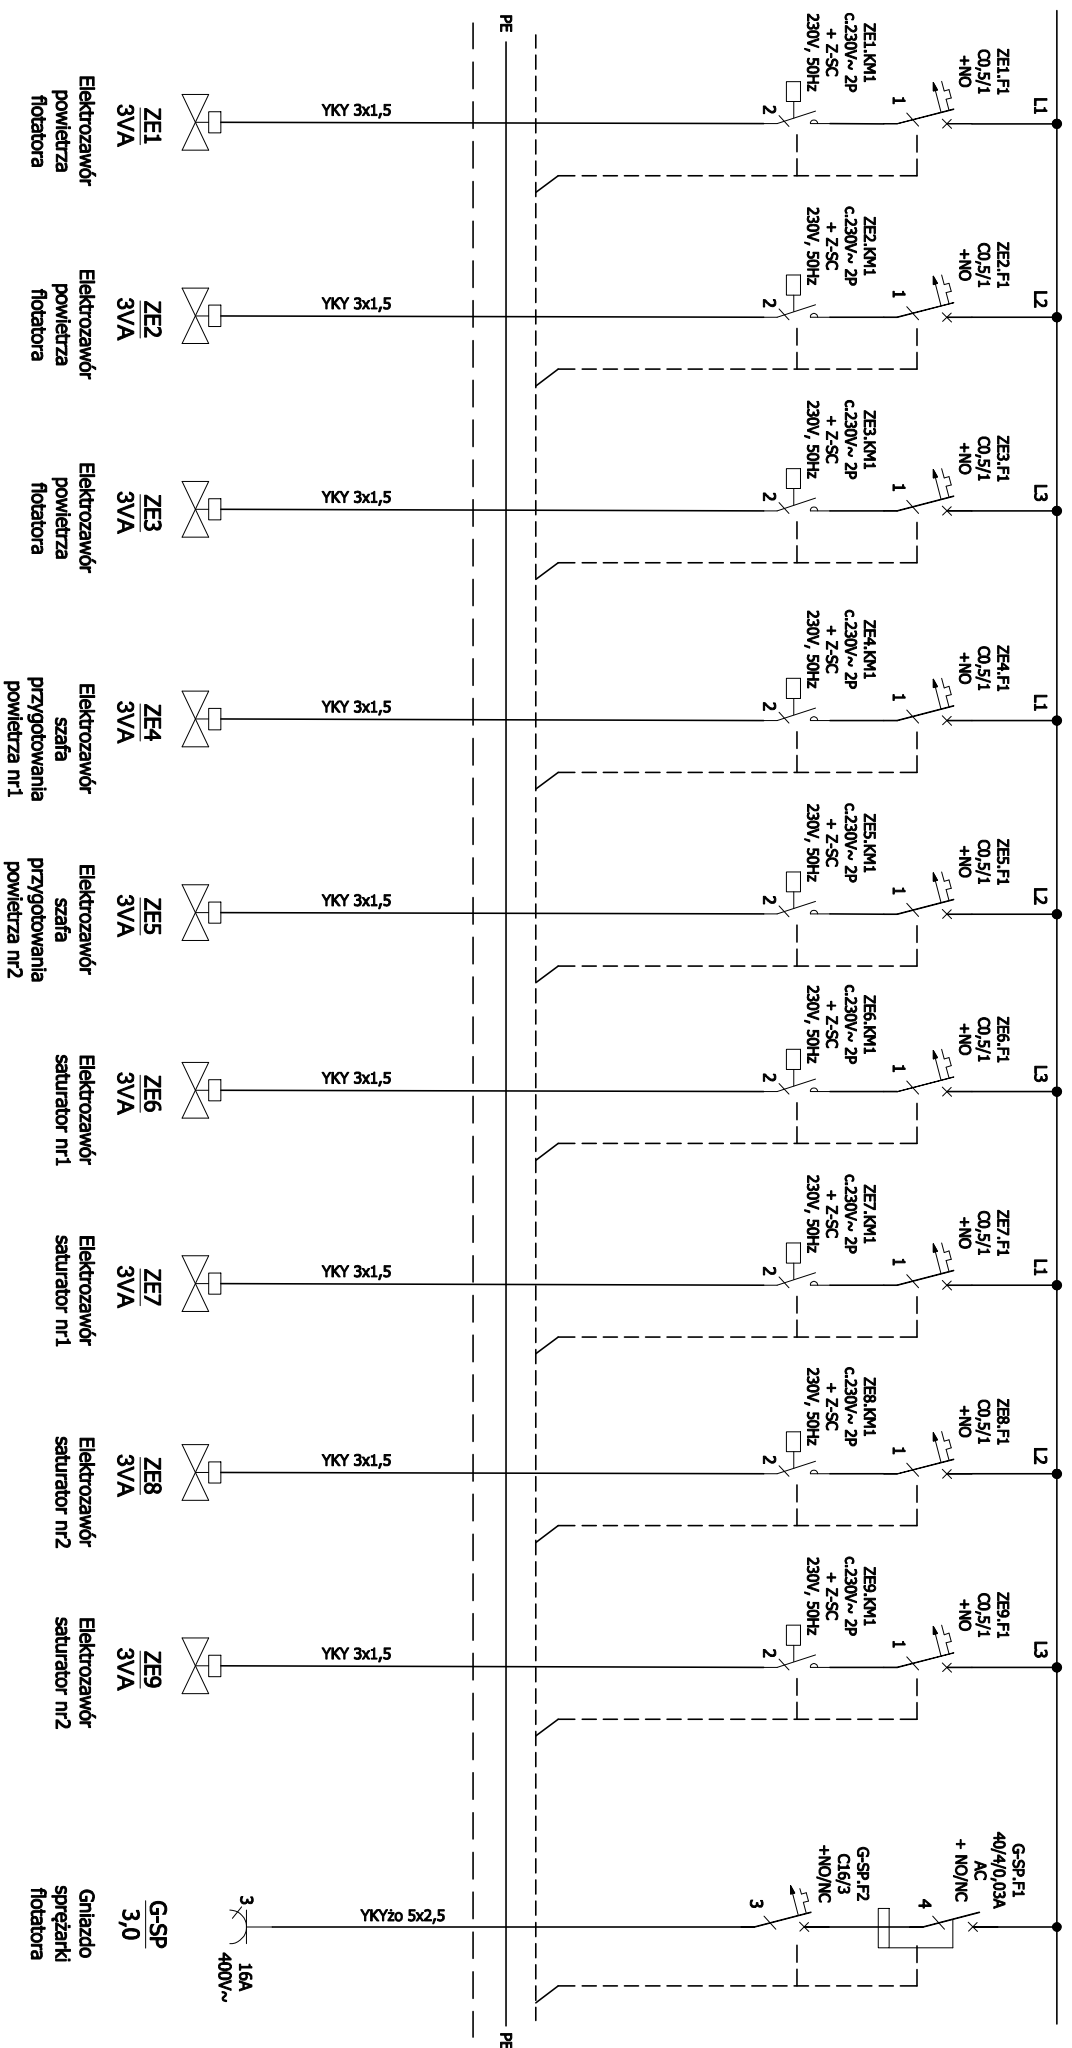 PE
L1
ZE1.F1
C0,5/1
+NO
1
ZE1.KM1
c.230V~ 2P
+ Z-SC
230V, 50Hz
2
YKY 3x1,5
ZE1
3VA
Elektrozawór
powietrza
flotatora
L2
ZE2.F1
C0,5/1
+NO
1
ZE2.KM1
c.230V~ 2P
+ Z-SC
230V, 50Hz
2
YKY 3x1,5
ZE2
3VA
Elektrozawór
powietrza
flotatora
L3
ZE3.F1
C0,5/1
+NO
1
ZE3.KM1
c.230V~ 2P
+ Z-SC
230V, 50Hz
2
YKY 3x1,5
ZE3
3VA
Elektrozawór
powietrza
flotatora
L1
ZE4.F1
C0,5/1
+NO
1
ZE4.KM1
c.230V~ 2P
+ Z-SC
230V, 50Hz
2
YKY 3x1,5
ZE4
3VA
Elektrozawór
szafa
przygotowania
powietrza nr1
L2
ZE5.F1
C0,5/1
+NO
1
ZE5.KM1
c.230V~ 2P
+ Z-SC
230V, 50Hz
2
YKY 3x1,5
ZE5
3VA
Elektrozawór
szafa
przygotowania
powietrza nr2
L3
ZE6.F1
C0,5/1
+NO
1
ZE6.KM1
c.230V~ 2P
+ Z-SC
230V, 50Hz
2
YKY 3x1,5
ZE6
3VA
Elektrozawór
saturator nr1
L1
ZE7.F1
C0,5/1
+NO
1
ZE7.KM1
c.230V~ 2P
+ Z-SC
230V, 50Hz
2
YKY 3x1,5
ZE7
3VA
Elektrozawór
saturator nr1
L2
ZE8.F1
C0,5/1
+NO
1
ZE8.KM1
c.230V~ 2P
+ Z-SC
230V, 50Hz
2
YKY 3x1,5
ZE8
3VA
Elektrozawór
saturator nr2
L3
ZE9.F1
C0,5/1
+NO
1
ZE9.KM1
c.230V~ 2P
+ Z-SC
230V, 50Hz
2
YKY 3x1,5
ZE9
3VA
Elektrozawór
saturator nr2
G-SP.F1
40/4/0,03A
AC
+ NO/NC
4
G-SP.F2
C16/3
+NO/NC
3
YKYżo 5x2,5
3
16A
400V~
G-SP
3,0
Gniazdo
sprężarki
flotatora
PE